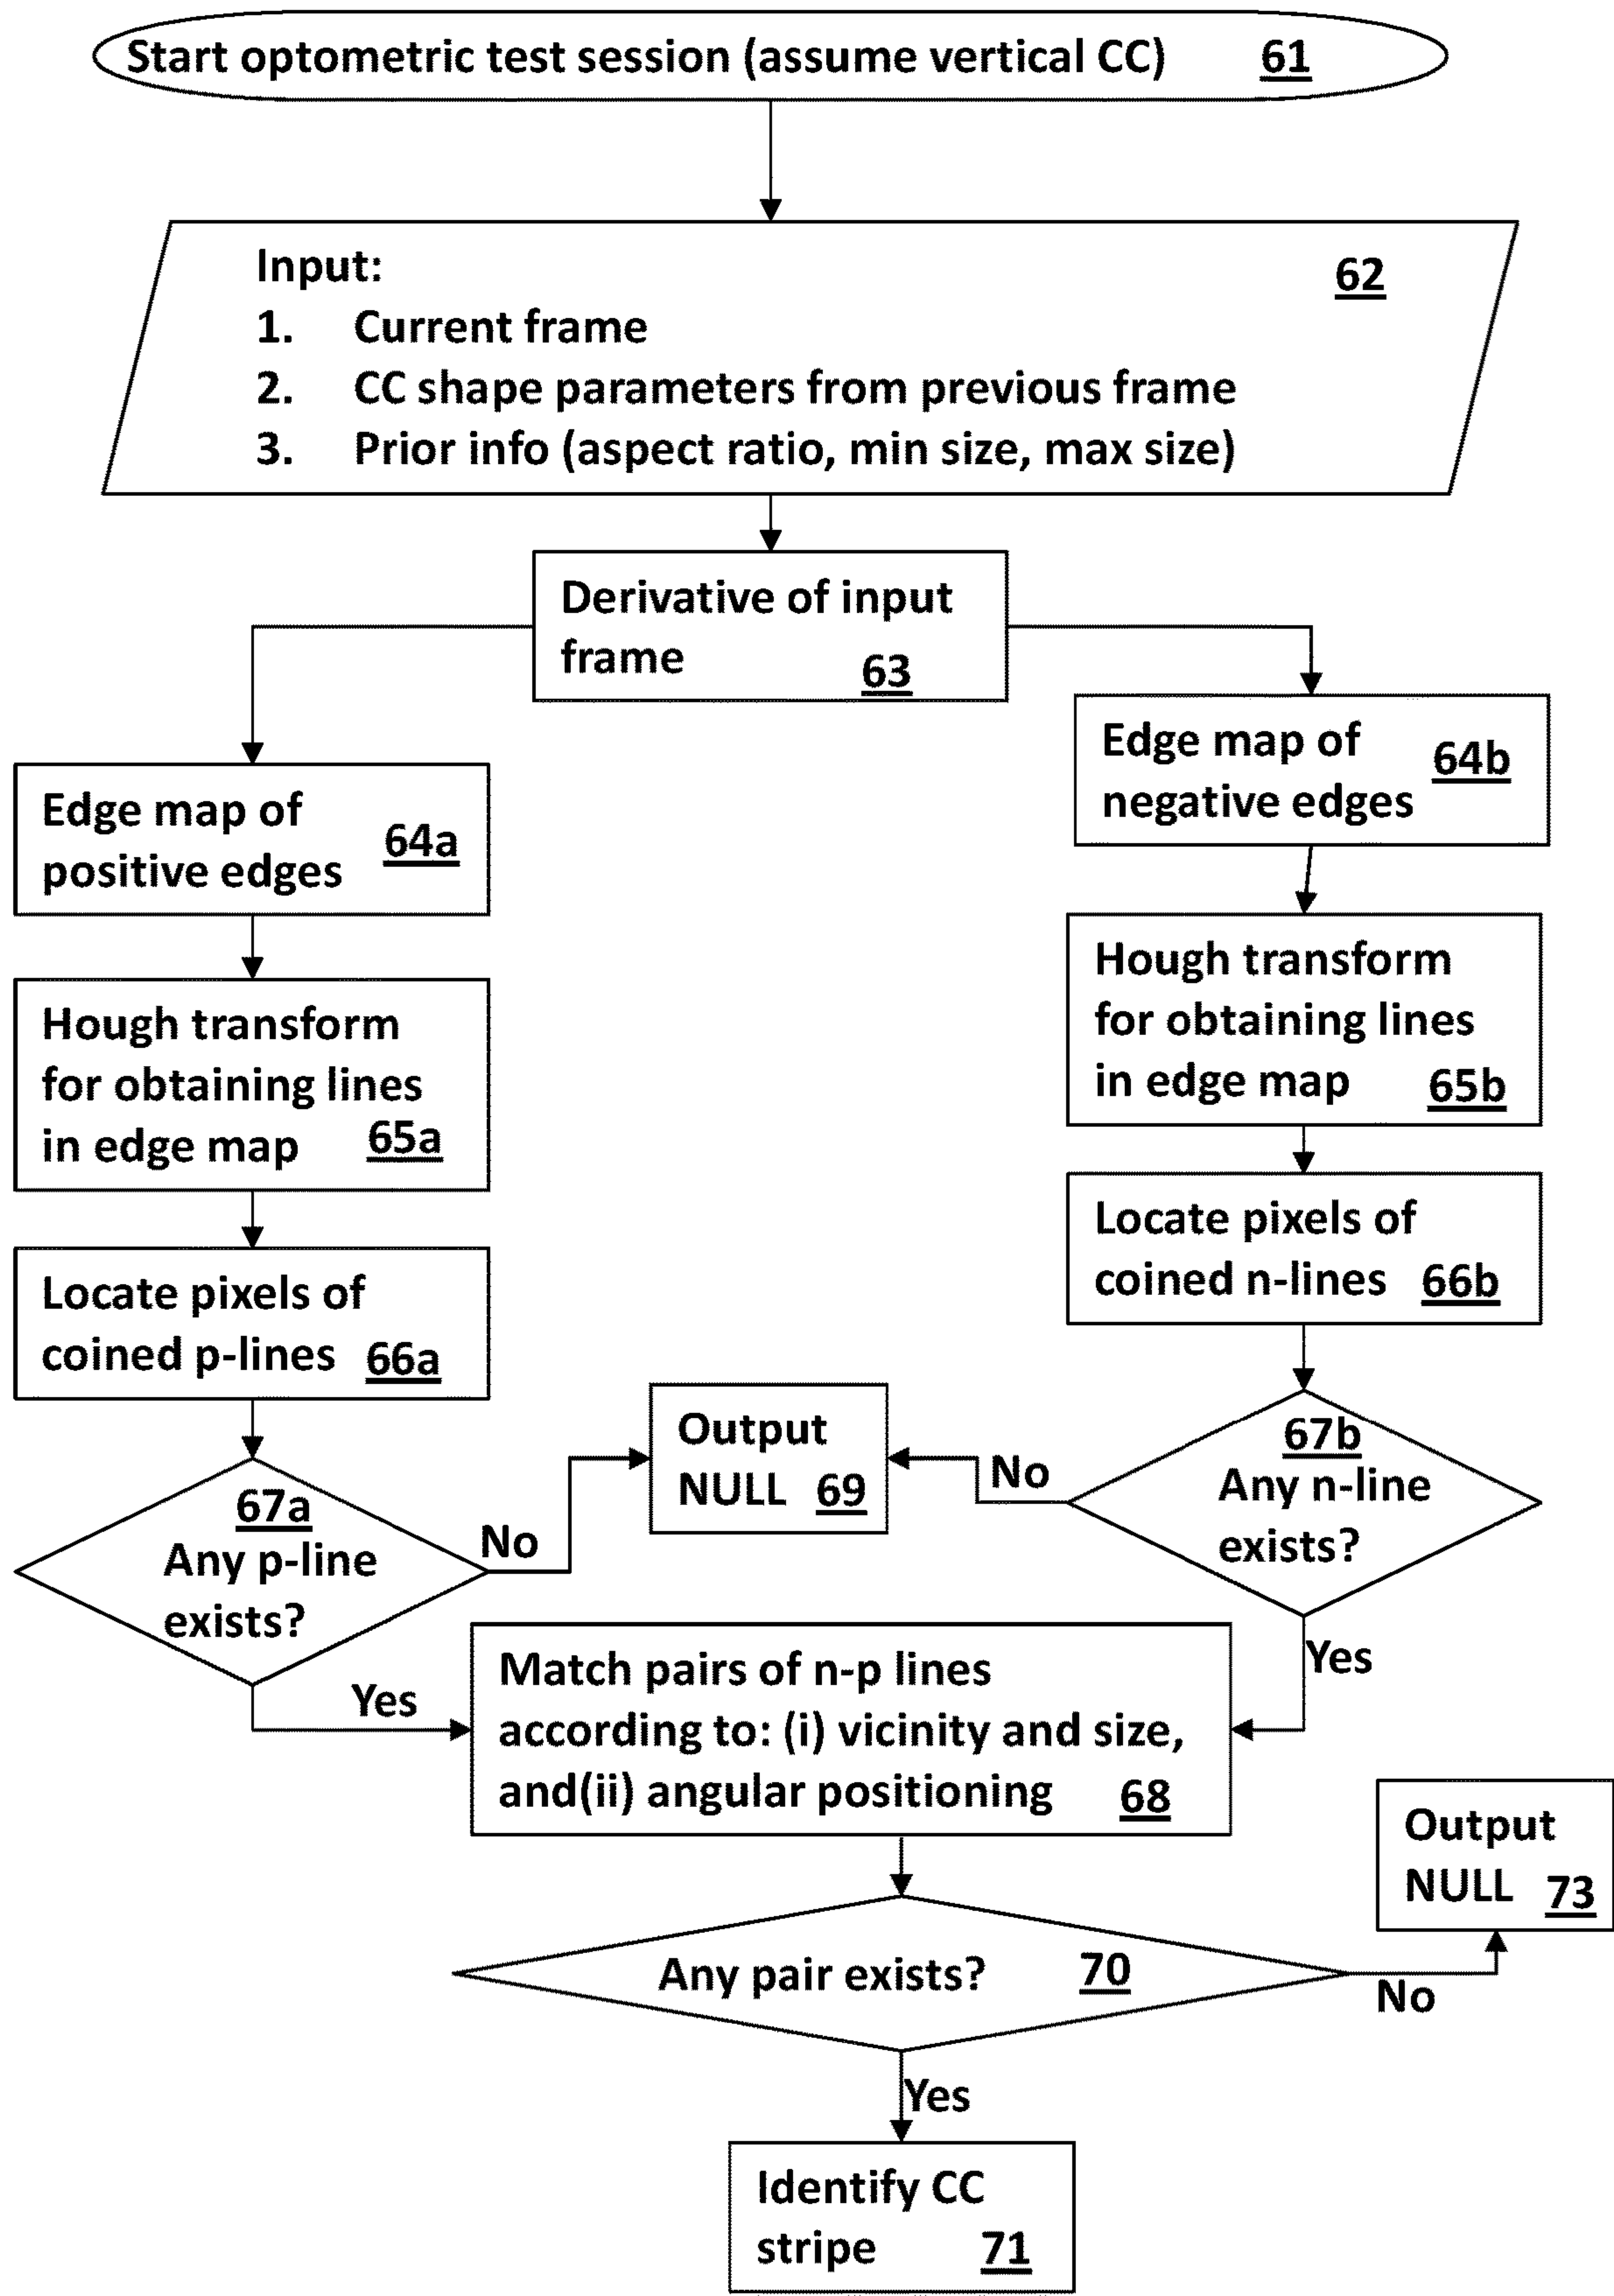 Start optometric test session (assume vertical CC) 61
Input: 62
1. Current frame
2. CC shape parameters from previous frame
3. Prior info (aspect ratio, min size, max size)
Derivative of input
frame 63
Edge map of
positive edges 64a
Hough transform
for obtaining lines
in edge map 65a
Locate pixels of
coined p-lines 66a
67a
Any p-line
exists?
No
Yes
Edge map of
negative edges 64b
Hough transform
for obtaining lines
in edge map 65b
Locate pixels of
coined n-lines 66b
67b
Any n-line
exists?
No
Yes
Output
NULL 69
Match pairs of n-p lines
according to: (i) vicinity and size,
and(ii) angular positioning 68
Any pair exists? 70
No
Output
NULL 73
Yes
Identify CC
stripe 71